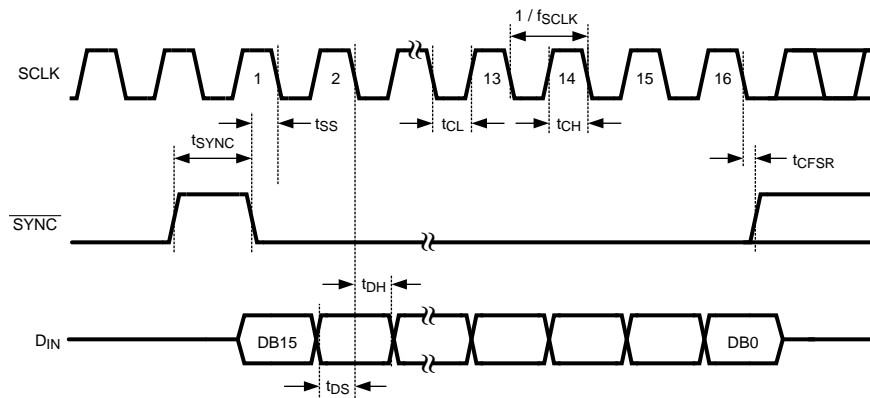 1 / fSCLK
SCLK
1
2
13
14
15
16
tSS
tCL
tCH
tSYNC
tCFSR
SYNC
tDH
DIN
DB15
DB0
tDS